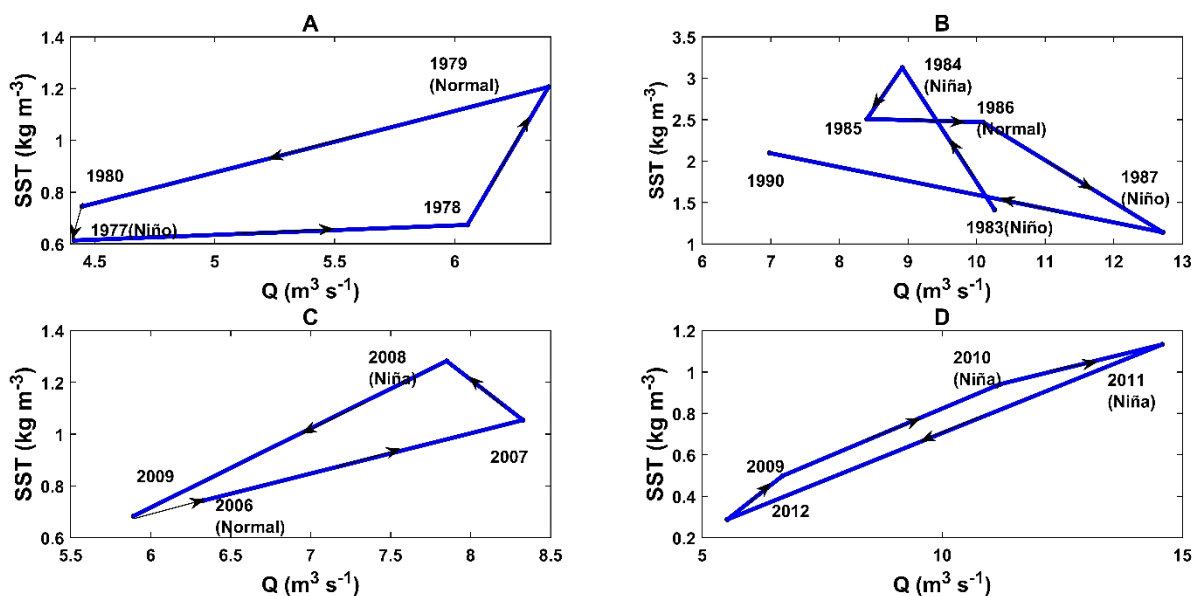 A
1.4
1.2
1
0.8
0.6
SST (kg m⁻³)
1979
(Normal)
1980
1978
1977(Niño)
4.5
5
5.5
6
Q (m³ s⁻¹)
B
3.5
3
2.5
2
1.5
1
SST (kg m⁻³)
1984
(Niña)
1986
(Normal)
1985
1990
1987
(Niño)
1983(Niño)
6
7
8
9
10
11
12
13
Q (m³ s⁻¹)
C
1.4
1.2
1
0.8
0.6
SST (kg m⁻³)
2008
(Niña)
2009
2007
2006
(Normal)
5.5
6
6.5
7
7.5
8
8.5
Q (m³ s⁻¹)
D
1.2
1
0.8
0.6
0.4
0.2
SST (kg m⁻³)
2010
(Niña)
2011
(Niña)
2009
2012
5
10
15
Q (m³ s⁻¹)